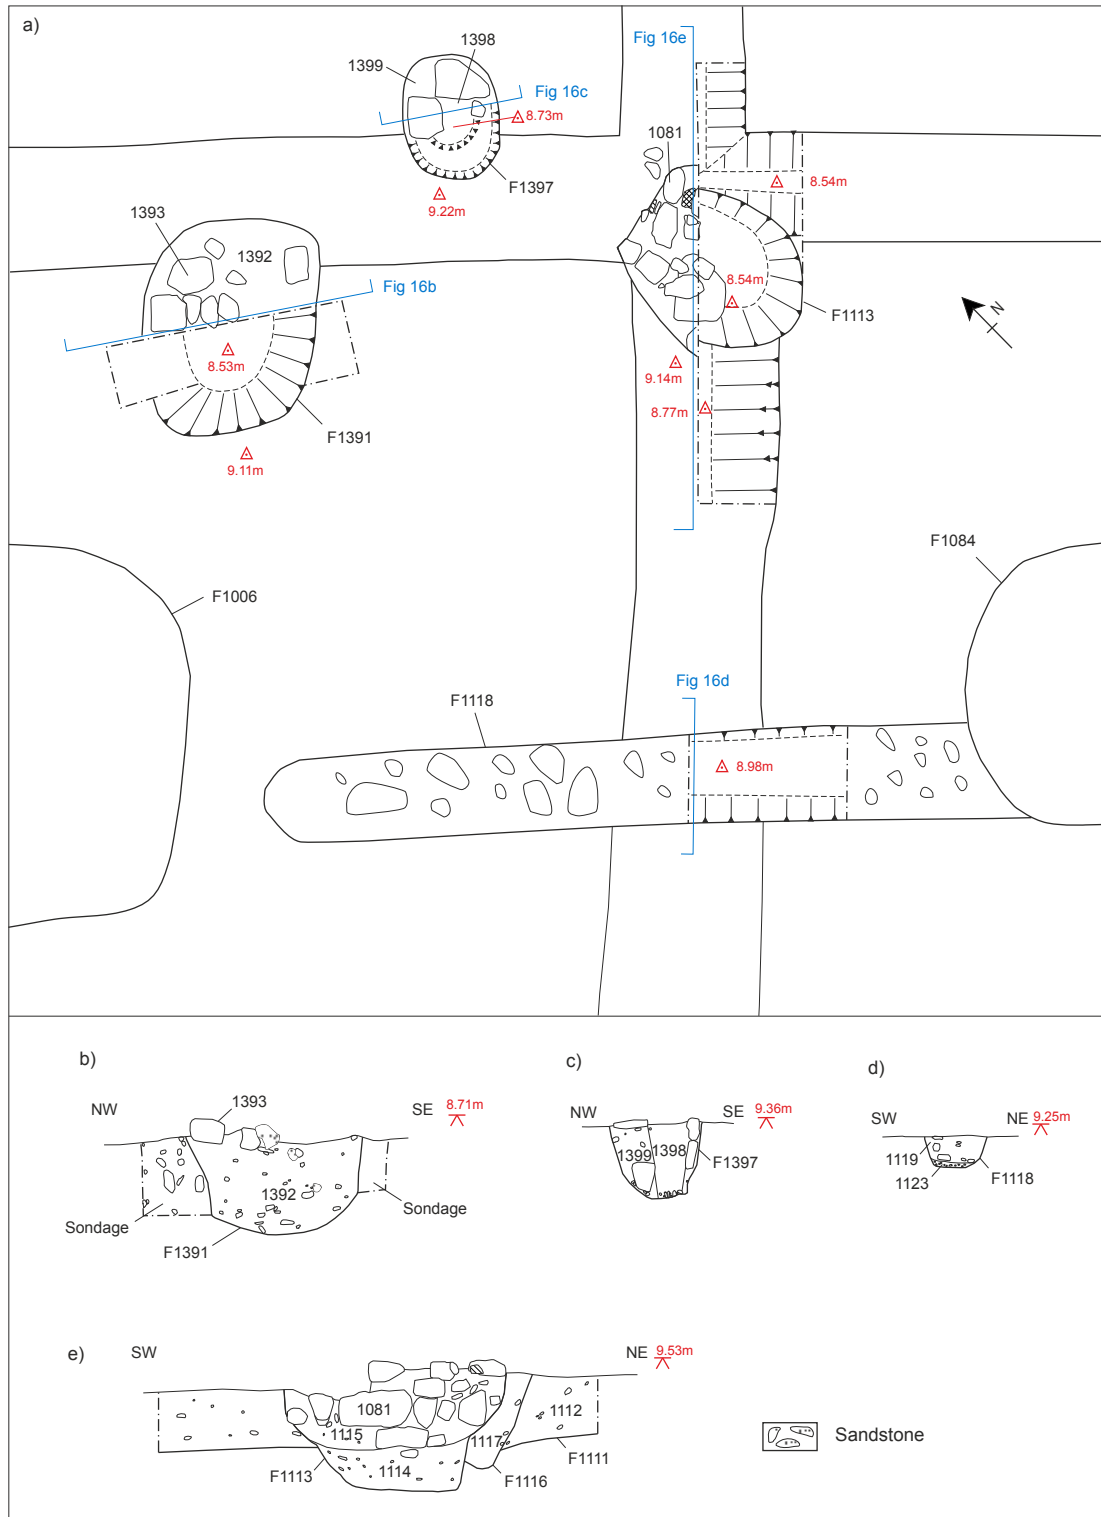 a)
Fig 16e
1398
1399
Fig 16c
8.73m
1081
F1397
8.54m
9.22m
1393
1392
8.54m
Fig 16b
F1113
N
9.14m
8.53m
8.77m
F1391
9.11m
F1084
F1006
Fig 16d
F1118
8.98m
b)
NW
1393
SE
8.71m
1392
Sondage
Sondage
F1391
c)
NW
SE
9.36m
1399
1398
F1397
d)
SW
NE
9.25m
1119
1123
F1118
e)
SW
NE
9.53m
1081
1112
1115
1117
1114
F1111
F1113
F1116
Sandstone